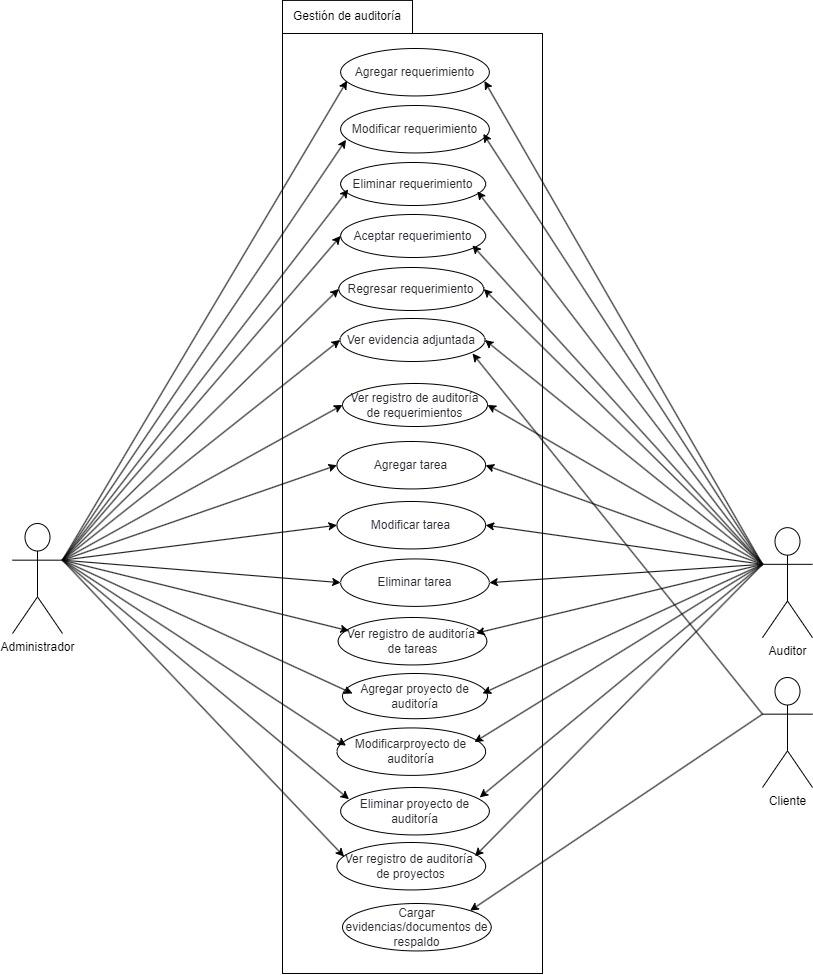 Gestión de auditoría
Agregar requerimiento
Modificar requerimiento
Eliminar requerimiento
Aceptar requerimiento
Regresar requerimiento
Ver evidencia adjuntada
Ver registro de auditoría
de requerimientos
Agregar tarea
Modificar tarea
Eliminar tarea
Ver registro de auditoría
de tareas
Administrador
Auditor
Agregar proyecto de
auditoría
Modificarproyecto de
auditoría
Eliminar proyecto de
auditoría
Cliente
Ver registro de auditoría
de proyectos
Cargar
evidencias/documentos de
respaldo